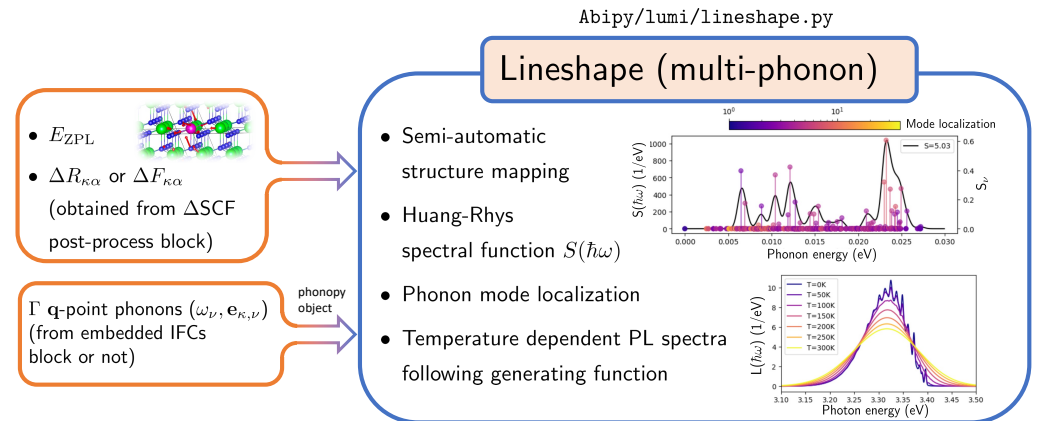 Abipy/lumi/lineshape.py
Lineshape (multi-phonon)
• E_ZPL
• ΔR_κα or ΔF_κα
(obtained from ΔSCF
post-process block)
Γ q-point phonons (ω_ν, e_κ,ν)
(from embedded IFCs
block or not)
phonopy
object
• Semi-automatic
structure mapping
• Huang-Rhys
spectral function S(ħω)
• Phonon mode localization
• Temperature dependent PL spectra
following generating function
10^0 10^1
Mode localization
S(ħω) (1/eV)
1000
800
600
400
200
0
S=5.03
0.6
0.4
0.2
0.0
S_ν
0.000 0.005 0.010 0.015 0.020 0.025 0.030
Phonon energy (eV)
L(ħω) (1/eV)
10
8
6
4
2
0
T=0K
T=50K
T=100K
T=150K
T=200K
T=250K
T=300K
3.10 3.15 3.20 3.25 3.30 3.35 3.40 3.45 3.50
Photon energy (eV)